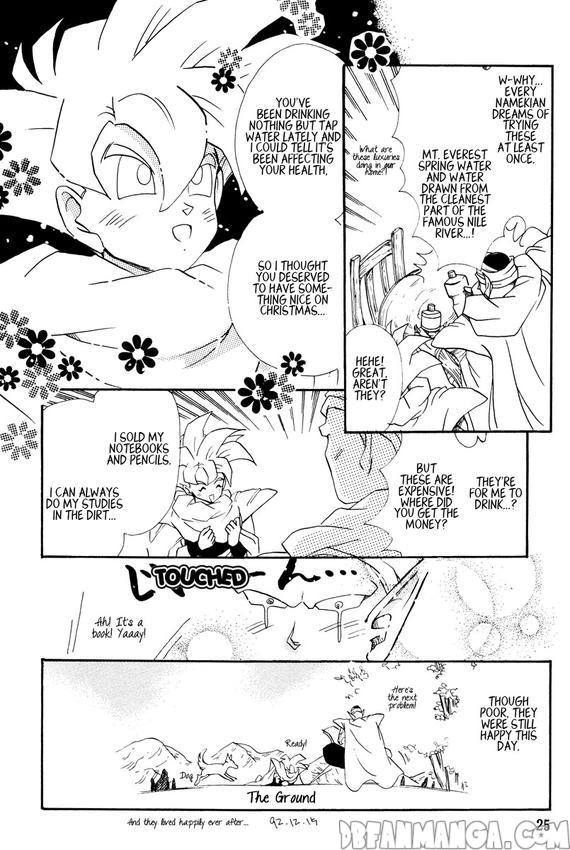 W-WHY...
EVERY
NAMEKIAN
DREAMS OF
TRYING
THESE
AT LEAST
ONCE.
What are
these luxuries
doing in our
home?!
MT. EVEREST
SPRING WATER
AND WATER
DRAWN FROM
THE CLEANEST
PART OF THE
FAMOUS NILE
RIVER...!
HEHE!
GREAT,
AREN'T
THEY?
YOU'VE
BEEN DRINKING
NOTHING BUT TAP
WATER LATELY AND
I COULD TELL IT'S
BEEN AFFECTING
YOUR HEALTH,
SO I THOUGHT
YOU DESERVED
TO HAVE SOME-
THING NICE ON
CHRISTMAS...
THEY'RE
FOR ME TO
DRINK...?
BUT
THESE ARE
EXPENSIVE!
WHERE DID
YOU GET THE
MONEY?
I SOLD MY
NOTEBOOKS
AND PENCILS.
I CAN ALWAYS
DO MY STUDIES
IN THE DIRT...
TOUCHED
Ah! It's a
book! Yaaay!
THOUGH
POOR, THEY
WERE STILL
HAPPY THIS
DAY.
Here's
the next
problem!
Ready!
Dog
The Ground
And they lived happily ever after...
92.12.14
25
DBFANMANGA.COM